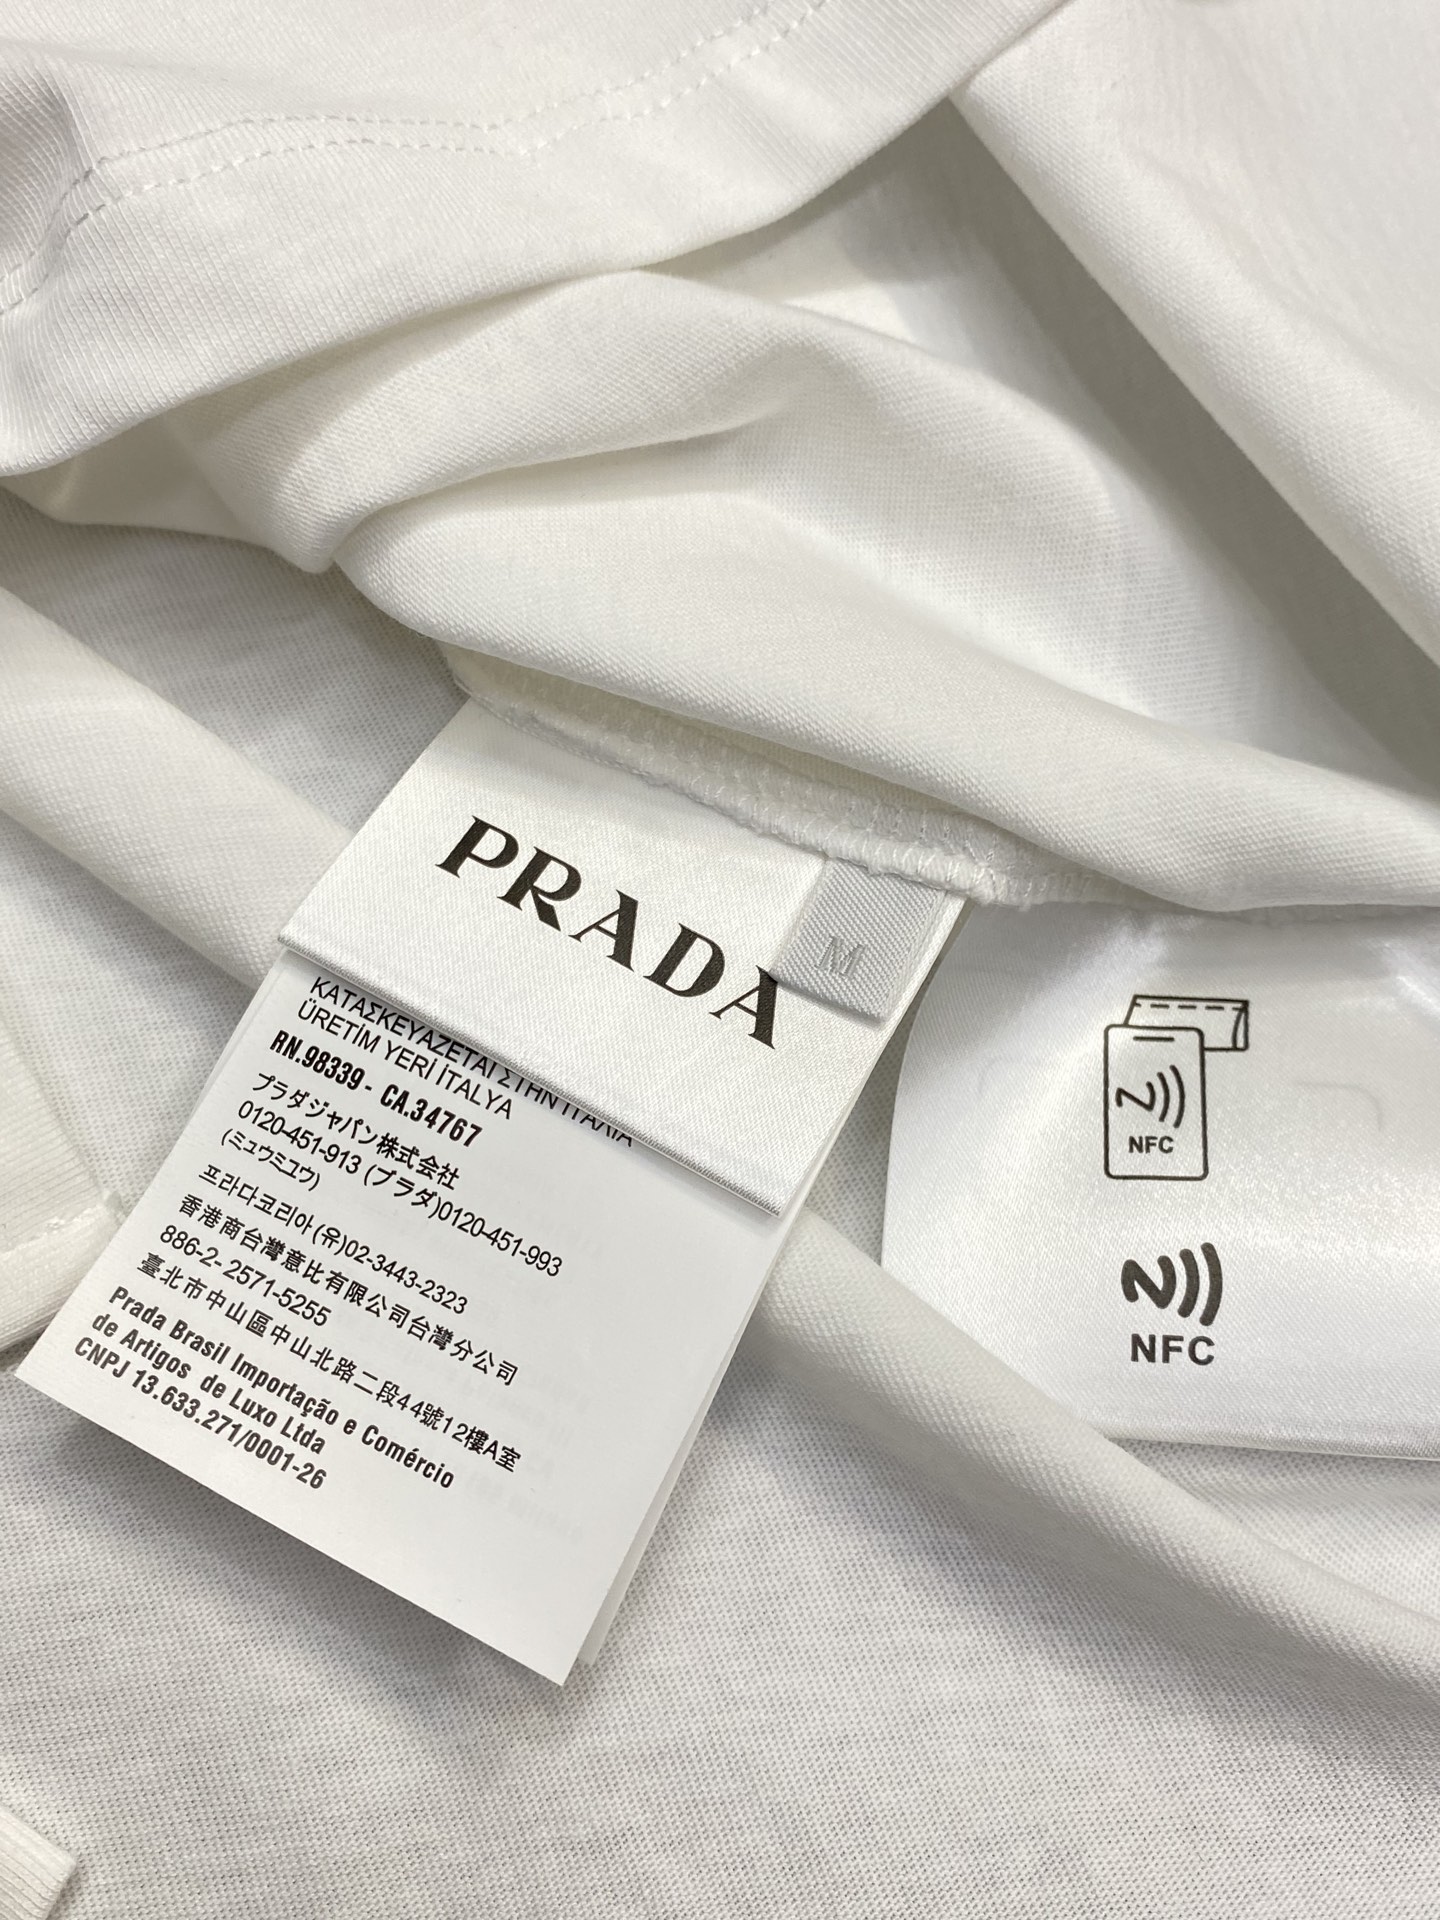 PRADA
M
ΚΑΤΑΣΚΕΥΑΖΕΤΑΙ ΣΤΗΝ ΙΤΑΛΙΑ
ÜRETİM YERİ İTALYA
RN.98339 - CA.34767
プラダジャパン株式会社
0120-451-913 (プラダ)0120-451-993
(ミュウミュウ)
프라다코리아(유)02-3443-2323
香港商台灣意比有限公司台灣分公司
886-2- 2571-5255
臺北市中山區中山北路二段44號12樓A室
Prada Brasil Importação e Comércio
de Artigos de Luxo Ltda
CNPJ 13.633.271/0001-26
NFC
NFC